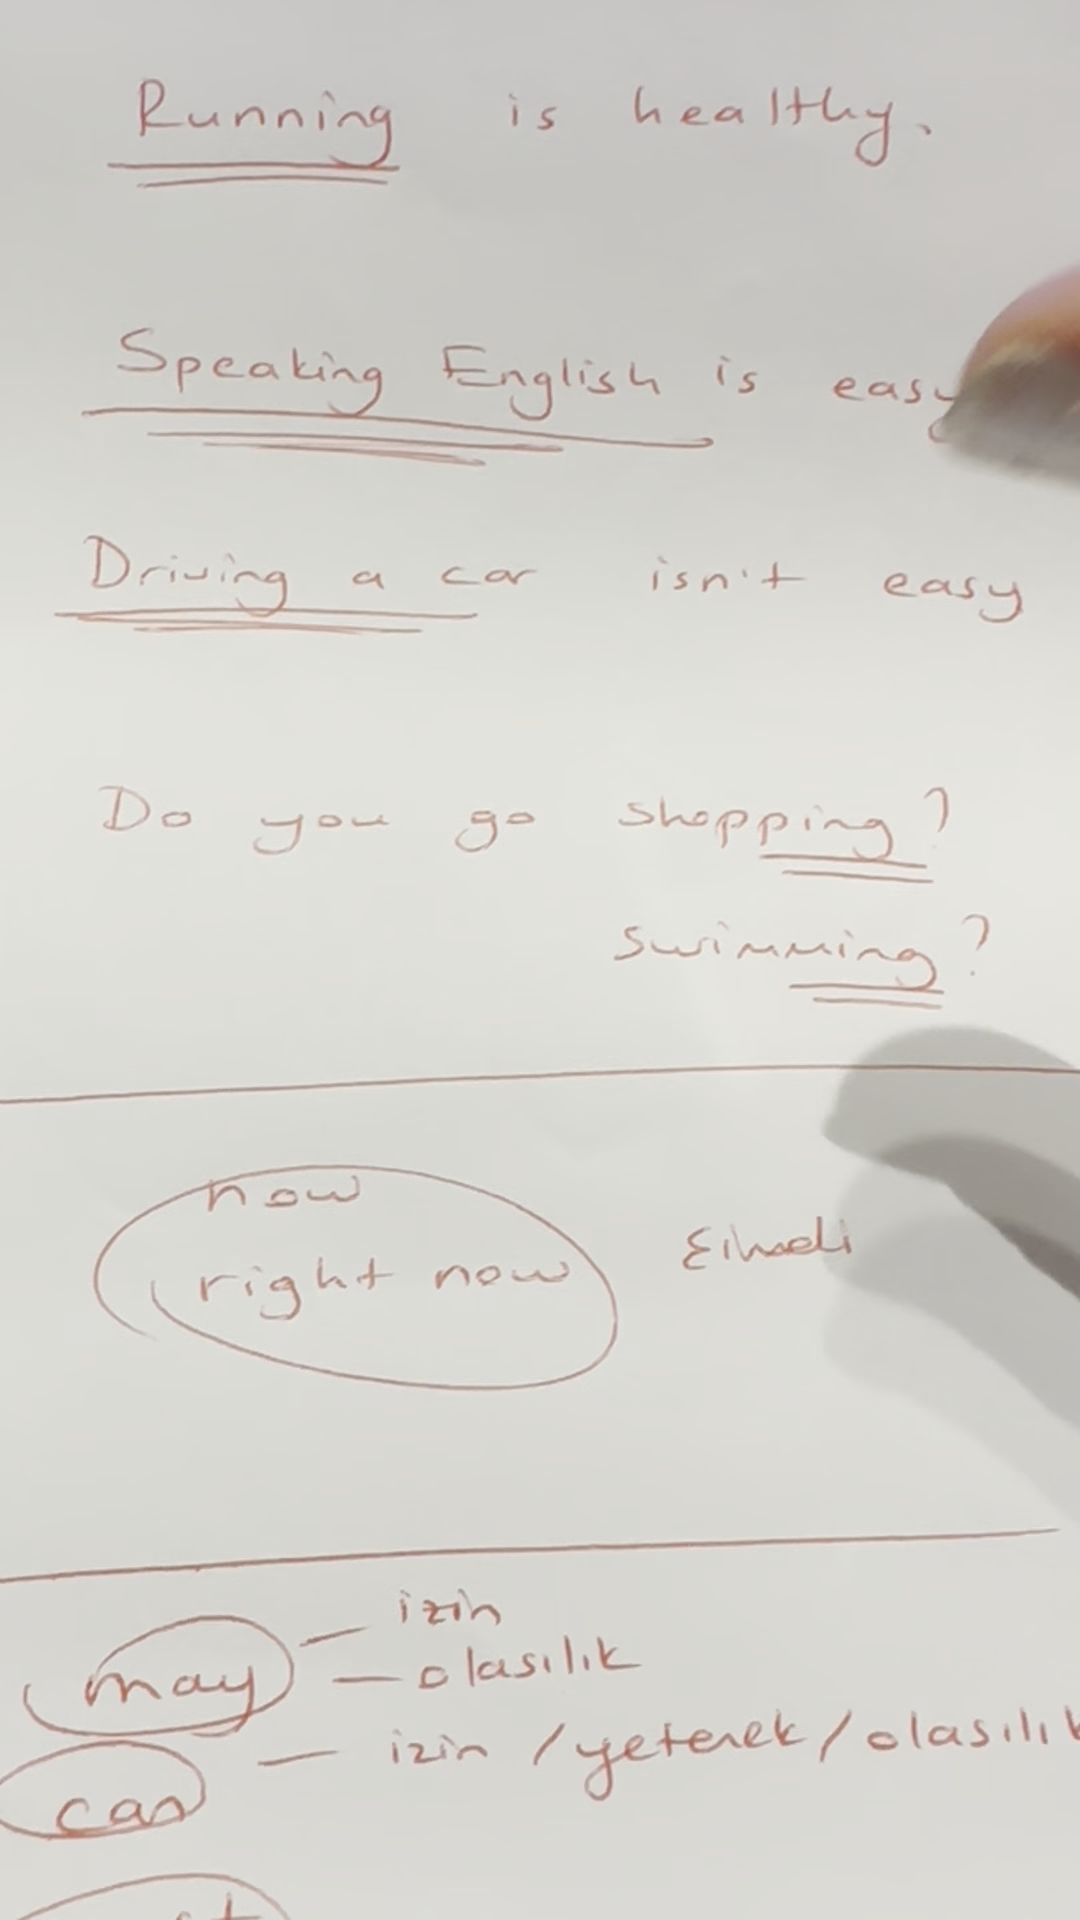 Running is healthy.
Speaking English is easy
Driving a car isn't easy
Do you go shopping?
swimming?
now
right now
may
izin
olasılık
can
izin / yetenek / olasılık